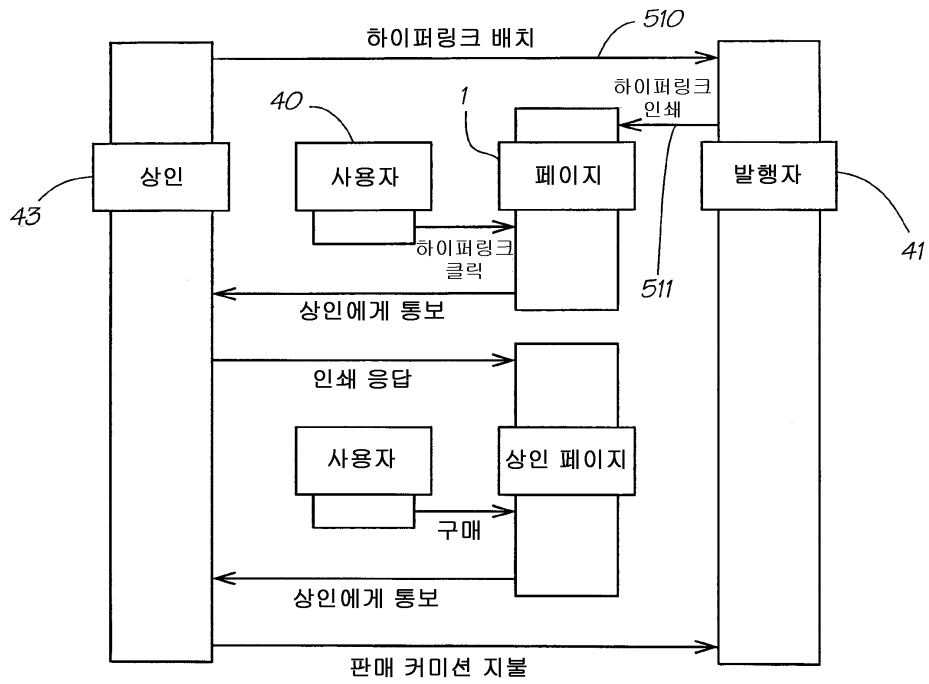 510
하이퍼링크 배치
하이퍼링크
인쇄
40
1
상인
사용자
페이지
발행자
43
41
하이퍼링크
클릭
511
상인에게 통보
인쇄 응답
사용자
상인 페이지
구매
상인에게 통보
판매 커미션 지불